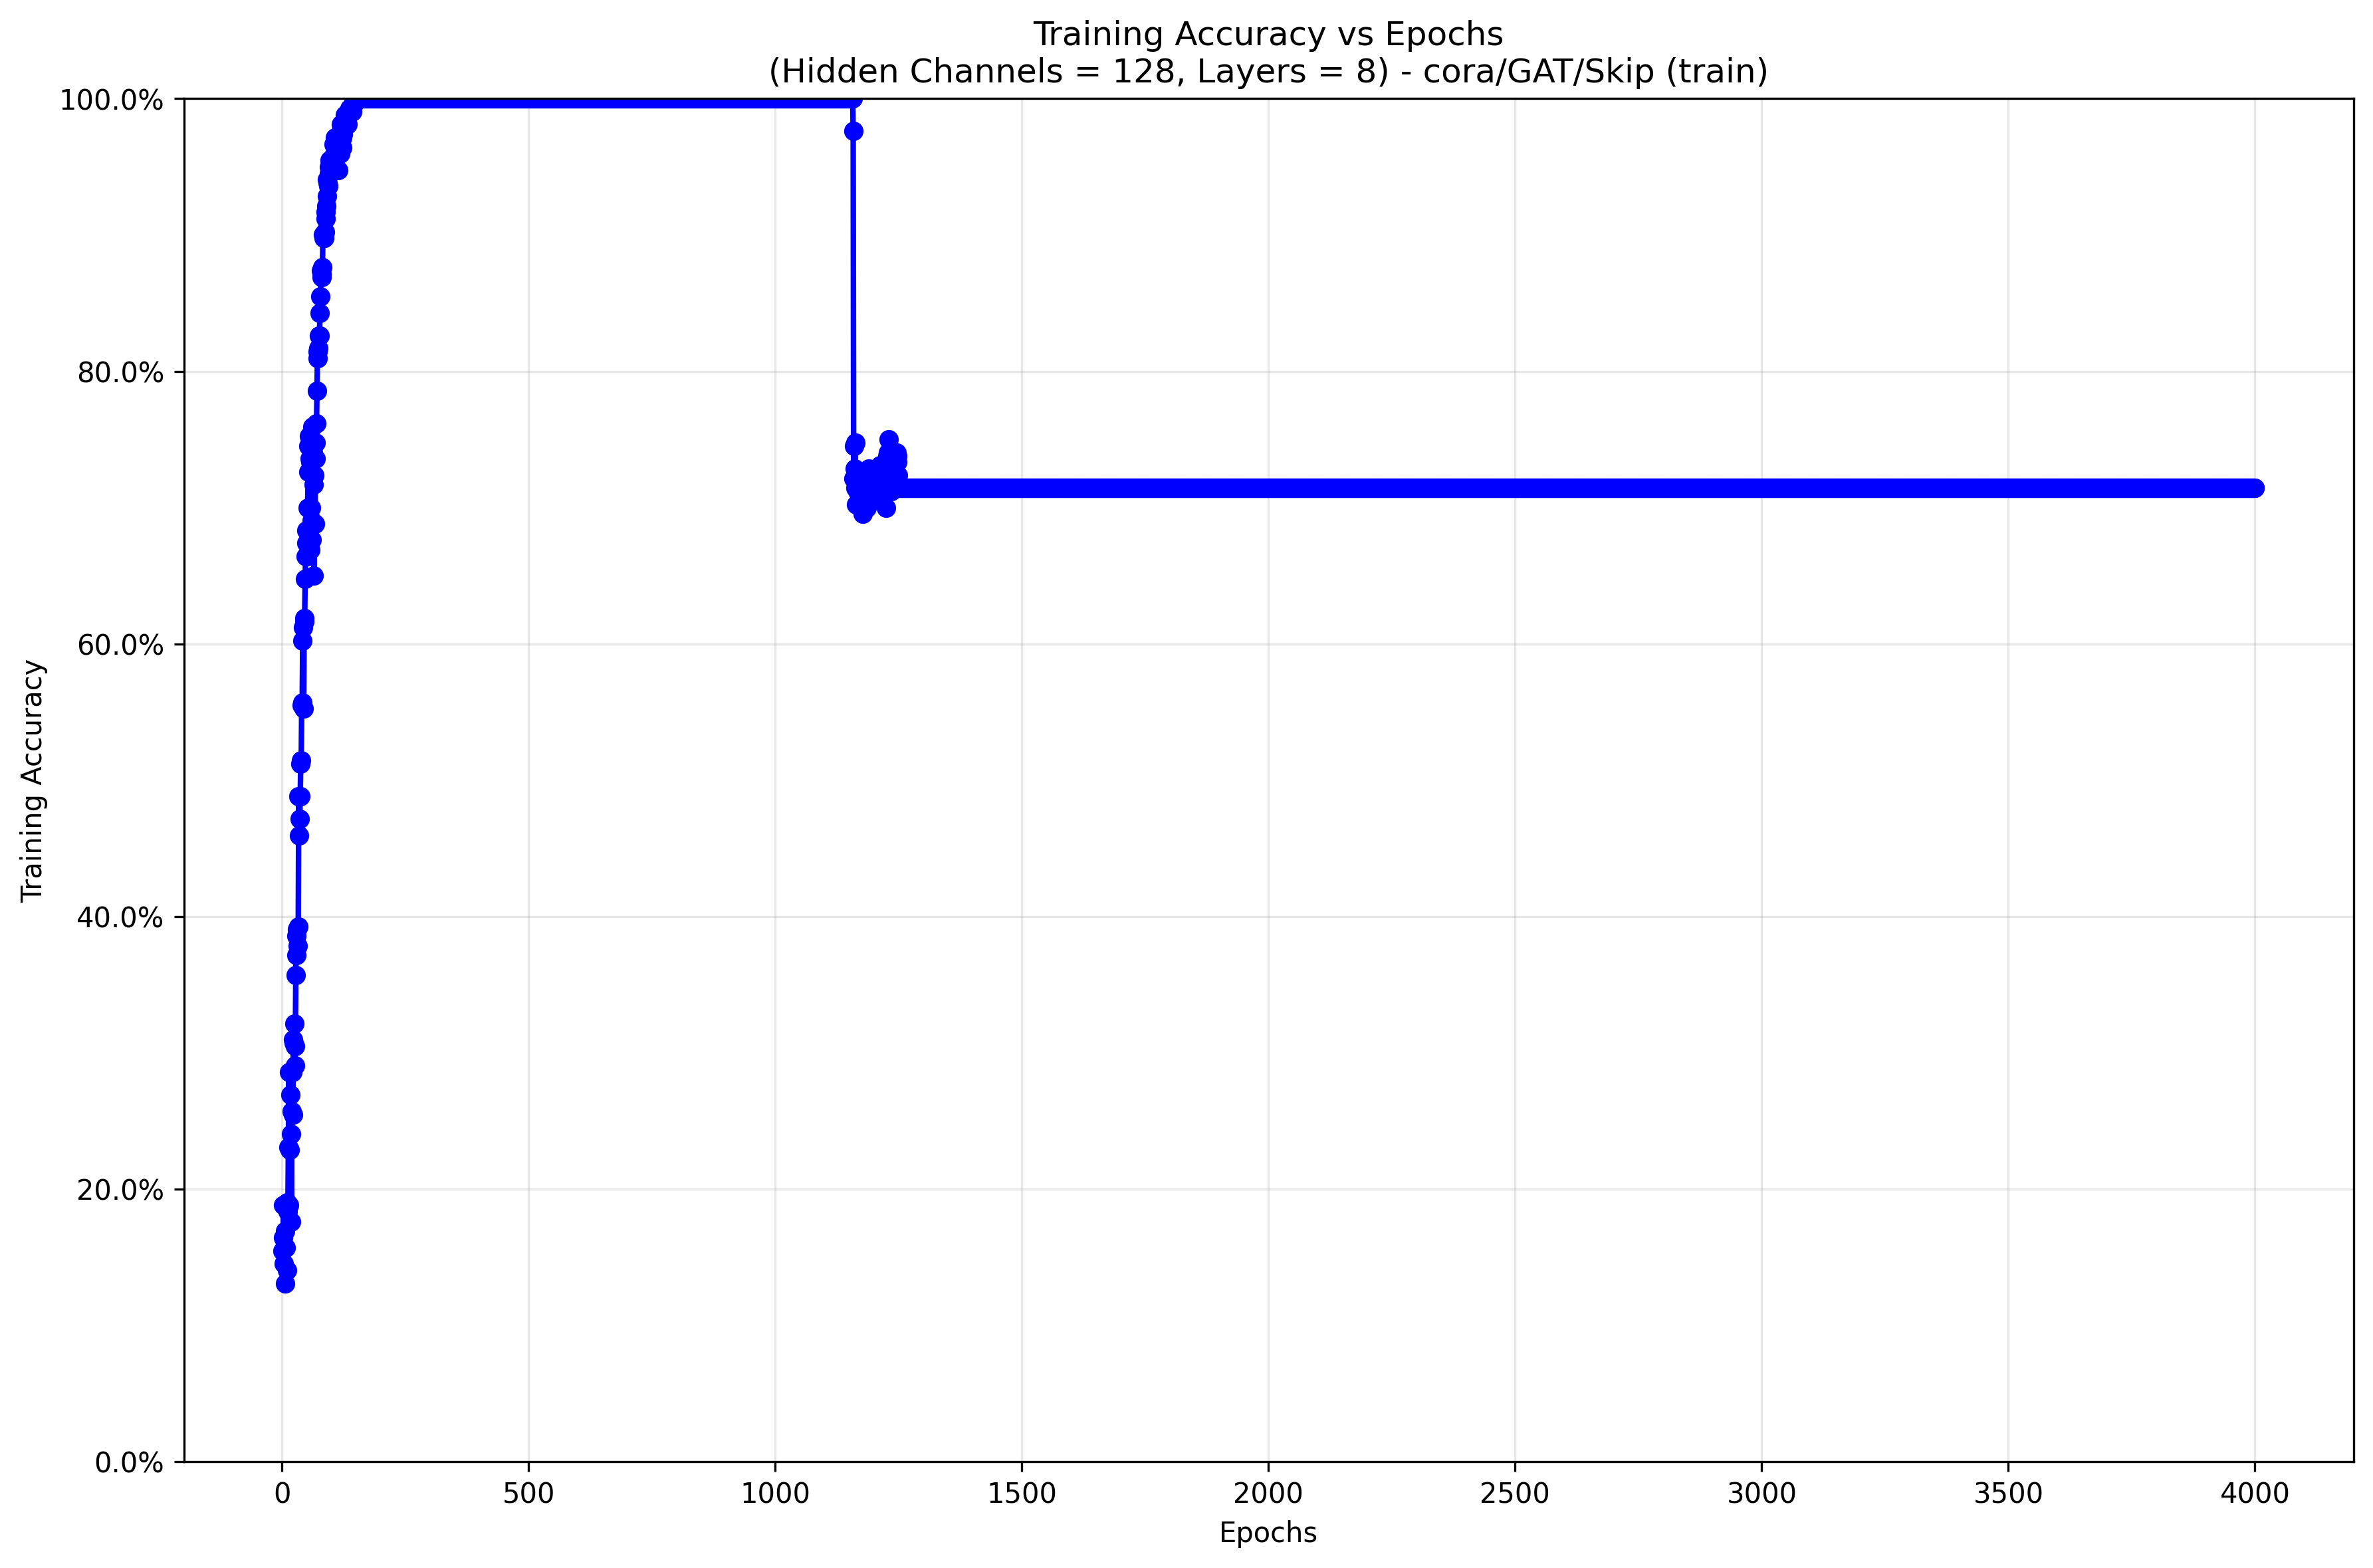 Training Accuracy vs Epochs
(Hidden Channels = 128, Layers = 8) - cora/GAT/Skip (train)
100.0%
80.0%
60.0%
40.0%
20.0%
0.0%
Training Accuracy
0 500 1000 1500 2000 2500 3000 3500 4000
Epochs